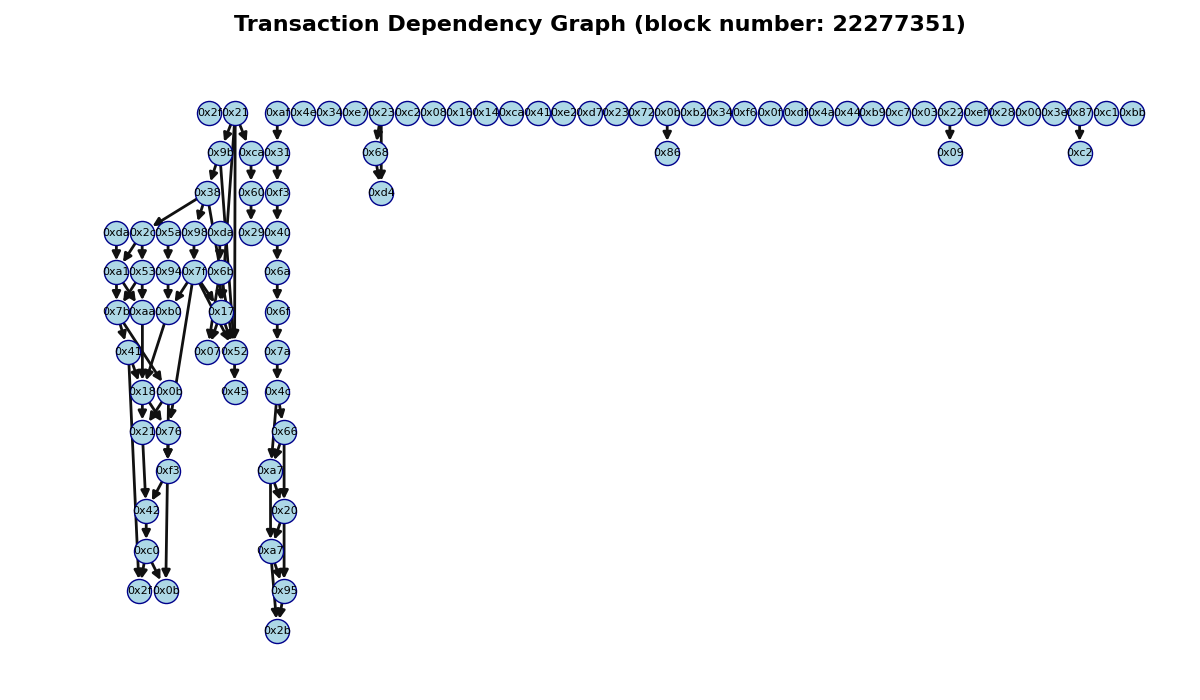 Transaction Dependency Graph (block number: 22277351)
0x2f 0x21 0xaf 0x4e 0x34 0xe7 0x23 0xc2 0x08 0x16 0x14 0xca 0x41 0xe2 0xd7 0x23 0x72 0x0b 0xb2 0x34 0xf6 0x0f 0xdf 0x4a 0x44 0xb9 0xc7 0x03 0x22 0xef 0x28 0x00 0x3e 0x87 0xc1 0xbb
0x9b 0xca 0x31 0x68 0x86 0x09 0xc2
0x38 0x60 0xf3 0xd4
0xda 0x2c 0x5a 0x98 0xda 0x29 0x40
0xa1 0x53 0x94 0x7f 0x6b 0x6a
0x7b 0xaa 0xb0 0x17 0x6f
0x41 0x07 0x52 0x7a
0x18 0x0b 0x45 0x4c
0x21 0x76 0x66
0xf3 0xa7
0x42 0x20
0xc0 0xa7
0x2f 0x0b 0x95
0x2b